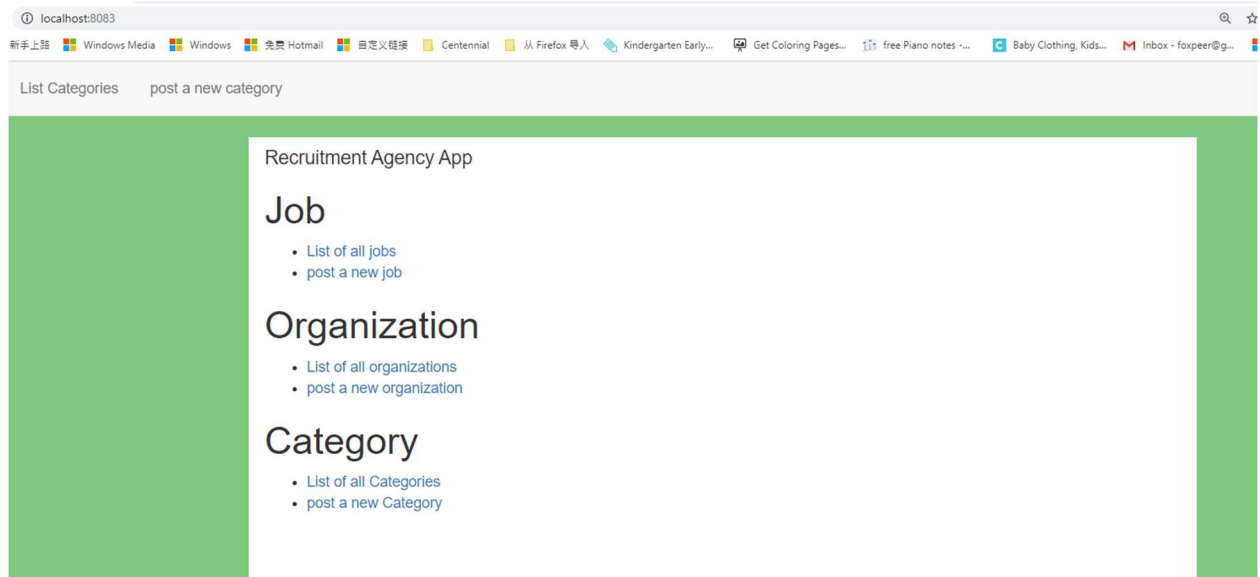 localhost:8083
新手上路 Windows Media Windows 免费 Hotmail 自定义链接 Centennial 从 Firefox 导入 Kindergarten Early... Get Coloring Pages... free Piano notes -... Baby Clothing, Kids... Inbox - foxpeer@g...
List Categories post a new category
Recruitment Agency App
Job
• List of all jobs
• post a new job
Organization
• List of all organizations
• post a new organization
Category
• List of all Categories
• post a new Category